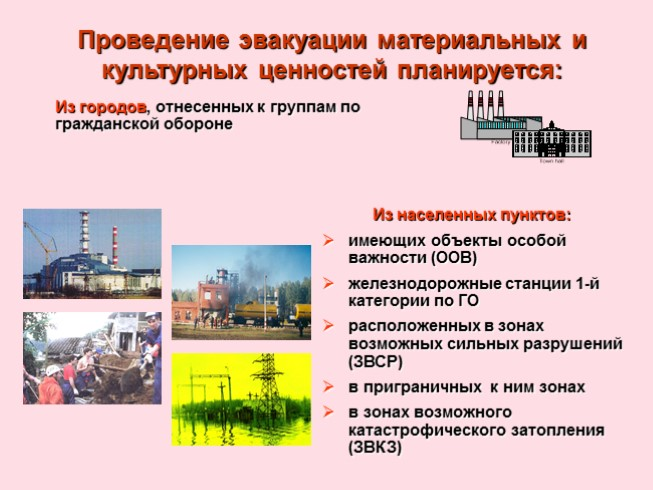 Проведение эвакуации материальных и
культурных ценностей планируется:
Из городов, отнесенных к группам по
гражданской обороне
Factory
Town hall
Из населенных пунктов:
имеющих объекты особой
важности (ООВ)
железнодорожные станции 1-й
категории по ГО
расположенных в зонах
возможных сильных разрушений
(ЗВСР)
в приграничных к ним зонах
в зонах возможного
катастрофического затопления
(ЗВКЗ)